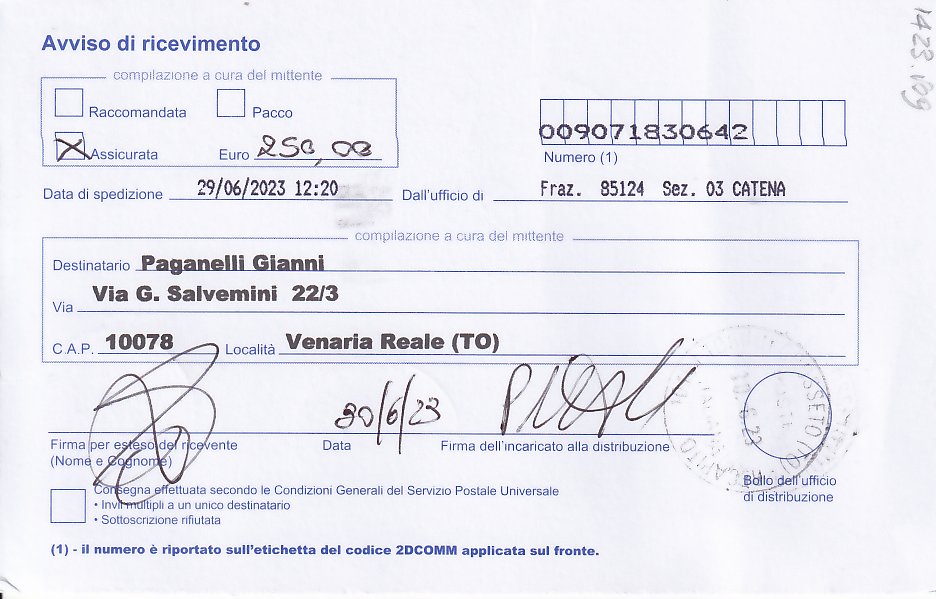 Avviso di ricevimento
compilazione a cura del mittente
Raccomandata Pacco
Assicurata Euro 250,00
009071830642
Numero (1)
Data di spedizione 29/06/2023 12:20 Dall'ufficio di Fraz. 85124 Sez. 03 CATENA
compilazione a cura del mittente
Destinatario Paganelli Gianni
Via Via G. Salvemini 22/3
C.A.P. 10078 Località Venaria Reale (TO)
30/6/23
Firma per esteso del ricevente Data Firma dell'incaricato alla distribuzione
(Nome e Cognome)
Bollo dell'ufficio
di distribuzione
Consegna effettuata secondo le Condizioni Generali del Servizio Postale Universale
• Invii multipli a un unico destinatario
• Sottoscrizione rifiutata
(1) - il numero è riportato sull'etichetta del codice 2DCOMM applicata sul fronte.